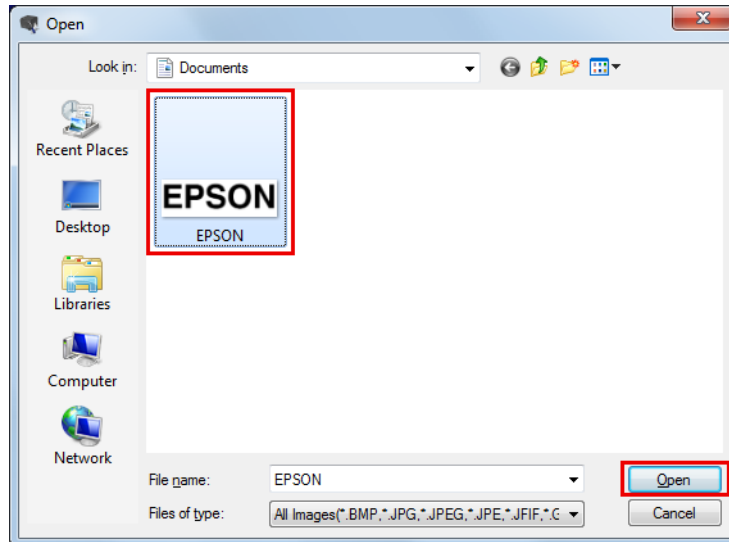 Open
Look in:
Documents
Recent Places
Desktop
Libraries
Computer
Network
EPSON
EPSON
File name:
EPSON
Open
Files of type:
All Images(*.BMP,*.JPG,*.JPEG,*.JPE,*.JFIF,*.G
Cancel